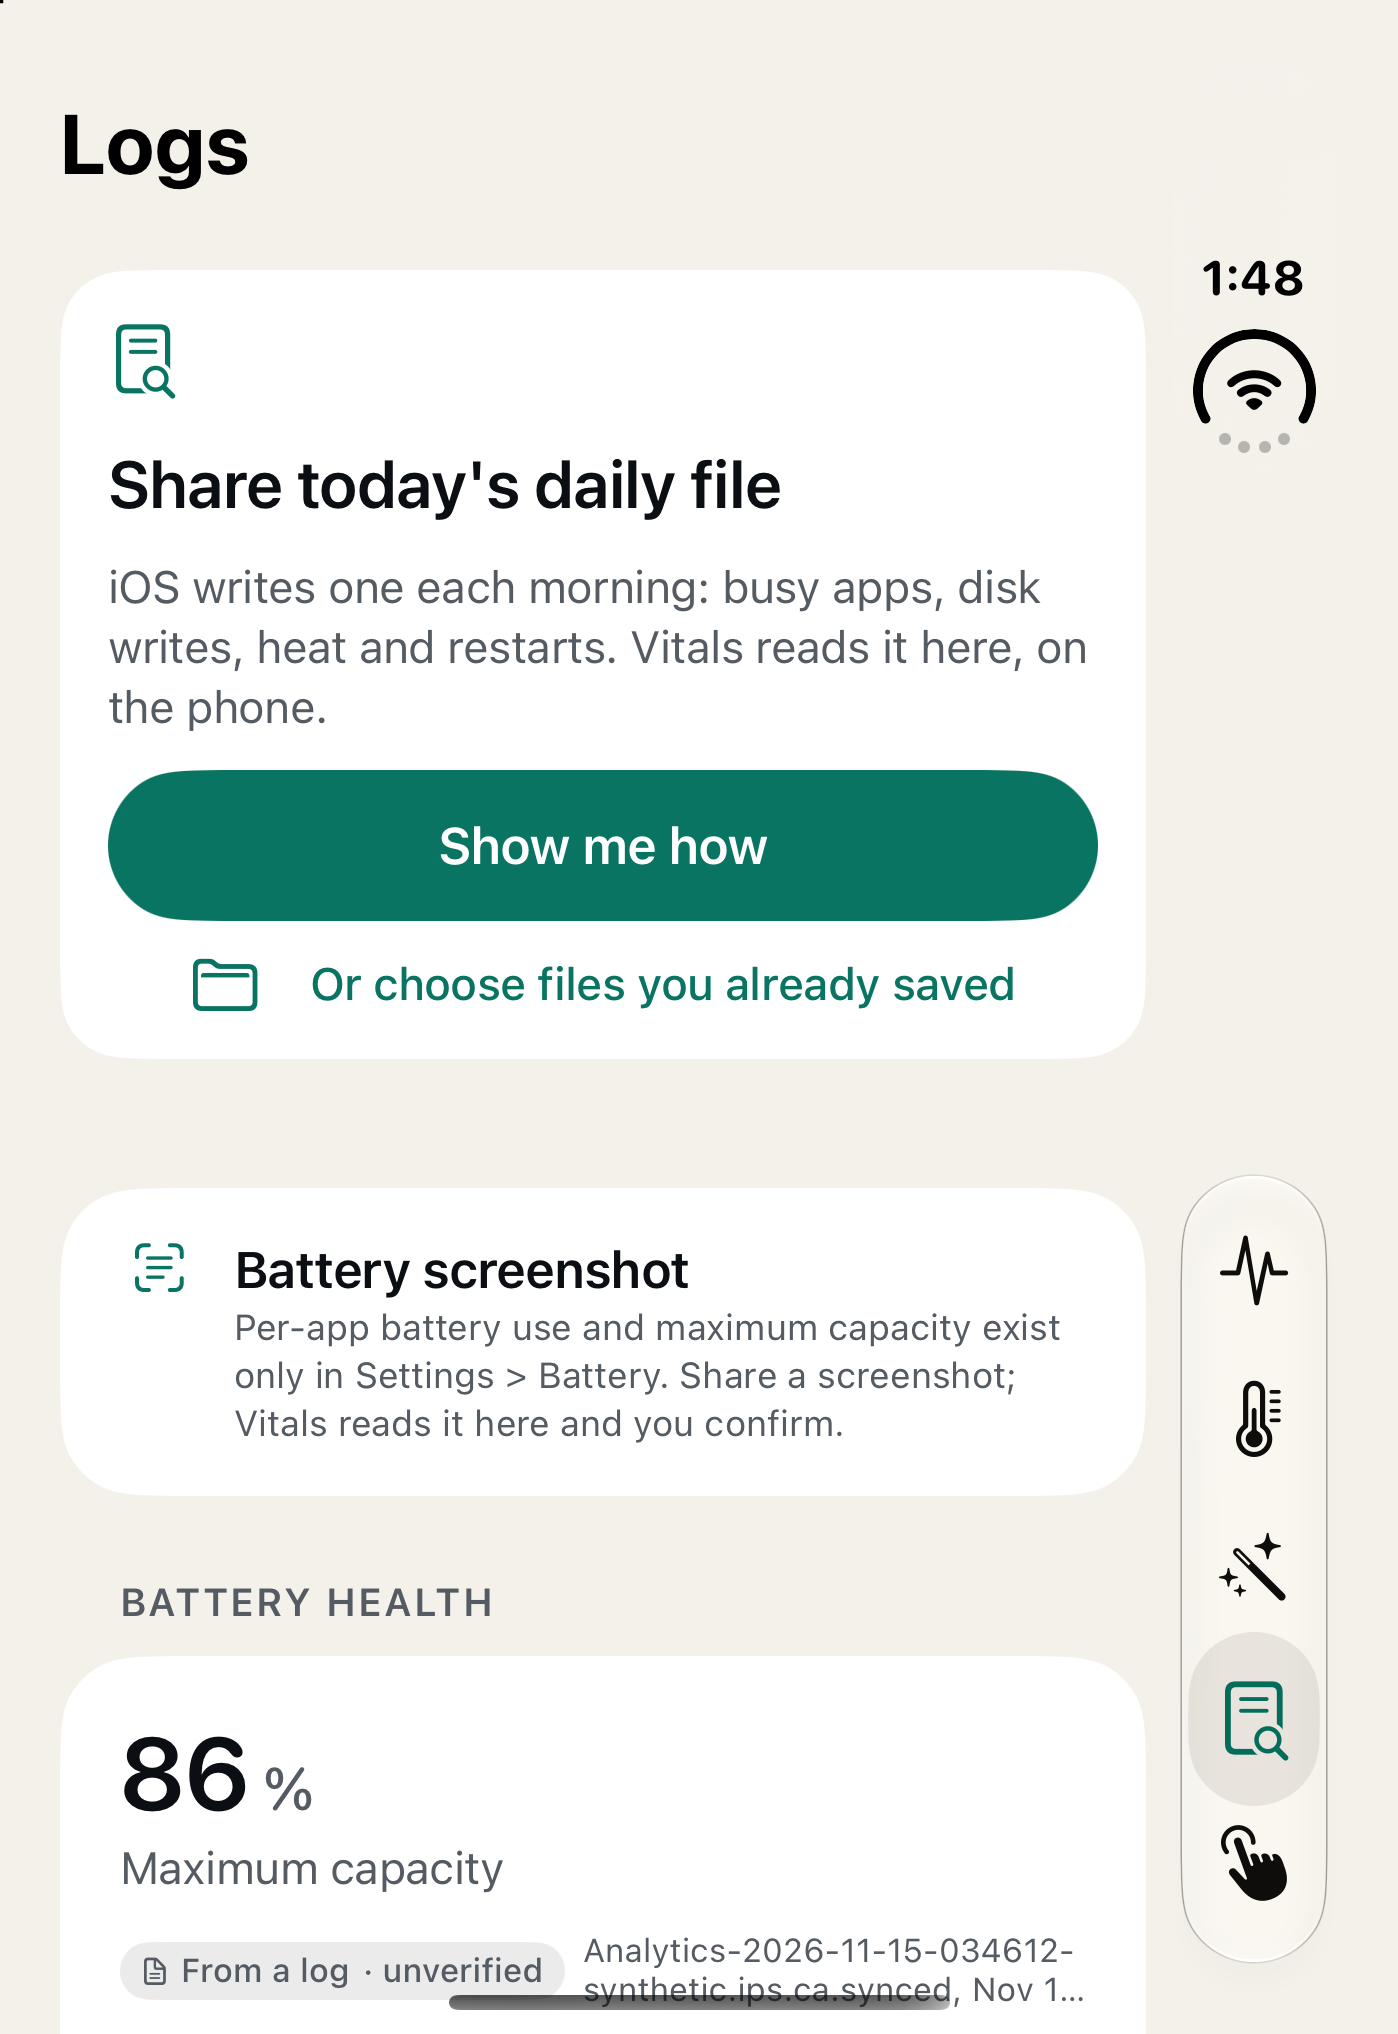 Logs
1:48
Share today's daily file
iOS writes one each morning: busy apps, disk
writes, heat and restarts. Vitals reads it here, on
the phone.
Show me how
Or choose files you already saved
Battery screenshot
Per-app battery use and maximum capacity exist
only in Settings > Battery. Share a screenshot;
Vitals reads it here and you confirm.
BATTERY HEALTH
86 %
Maximum capacity
From a log · unverified
Analytics-2026-11-15-034612-
synthetic.ips.ca.synced, Nov 1…